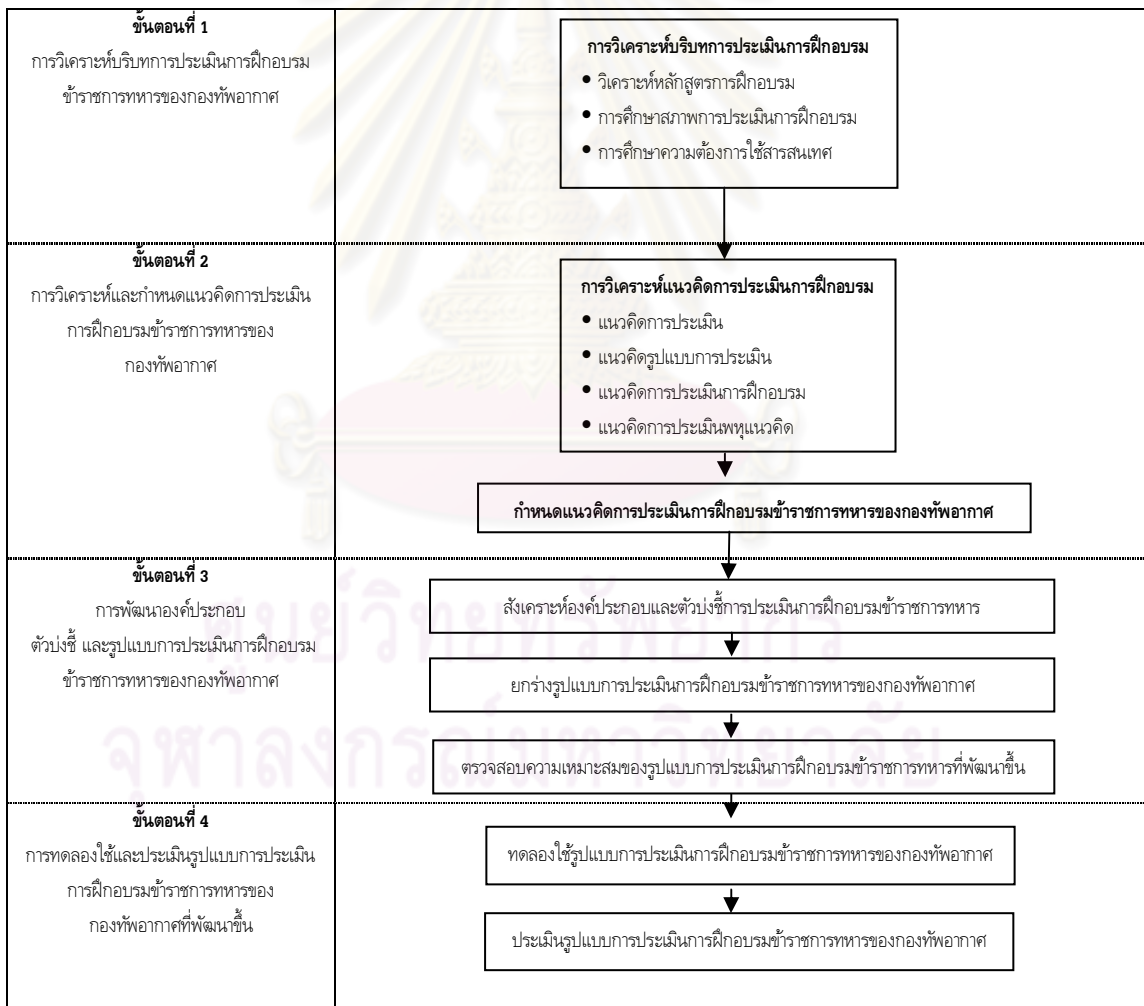 ขั้นตอนที่ 1
การวิเคราะห์บริบทการประเมินการฝึกอบรม
ข้าราชการทหารของกองทัพอากาศ
การวิเคราะห์บริบทการประเมินการฝึกอบรม
• วิเคราะห์หลักสูตรการฝึกอบรม
• การศึกษาสภาพการประเมินการฝึกอบรม
• การศึกษาความต้องการใช้สารสนเทศ
ขั้นตอนที่ 2
การวิเคราะห์และกำหนดแนวคิดการประเมิน
การฝึกอบรมข้าราชการทหารของ
กองทัพอากาศ
การวิเคราะห์แนวคิดการประเมินการฝึกอบรม
• แนวคิดการประเมิน
• แนวคิดรูปแบบการประเมิน
• แนวคิดการประเมินการฝึกอบรม
• แนวคิดการประเมินพหุแนวคิด
กำหนดแนวคิดการประเมินการฝึกอบรมข้าราชการทหารของกองทัพอากาศ
ขั้นตอนที่ 3
การพัฒนาองค์ประกอบ
ตัวบ่งชี้ และรูปแบบการประเมินการฝึกอบรม
ข้าราชการทหารของกองทัพอากาศ
สังเคราะห์องค์ประกอบและตัวบ่งชี้การประเมินการฝึกอบรมข้าราชการทหาร
ยกร่างรูปแบบการประเมินการฝึกอบรมข้าราชการทหารของกองทัพอากาศ
ตรวจสอบความเหมาะสมของรูปแบบการประเมินการฝึกอบรมข้าราชการทหารที่พัฒนาขึ้น
ศูนย์วิทยทรัพยากร
จุฬาลงกรณ์มหาวิทยาลัย
ขั้นตอนที่ 4
การทดลองใช้และประเมินรูปแบบการประเมิน
การฝึกอบรมข้าราชการทหารของ
กองทัพอากาศที่พัฒนาขึ้น
ทดลองใช้รูปแบบการประเมินการฝึกอบรมข้าราชการทหารของกองทัพอากาศ
ประเมินรูปแบบการประเมินการฝึกอบรมข้าราชการทหารของกองทัพอากาศ